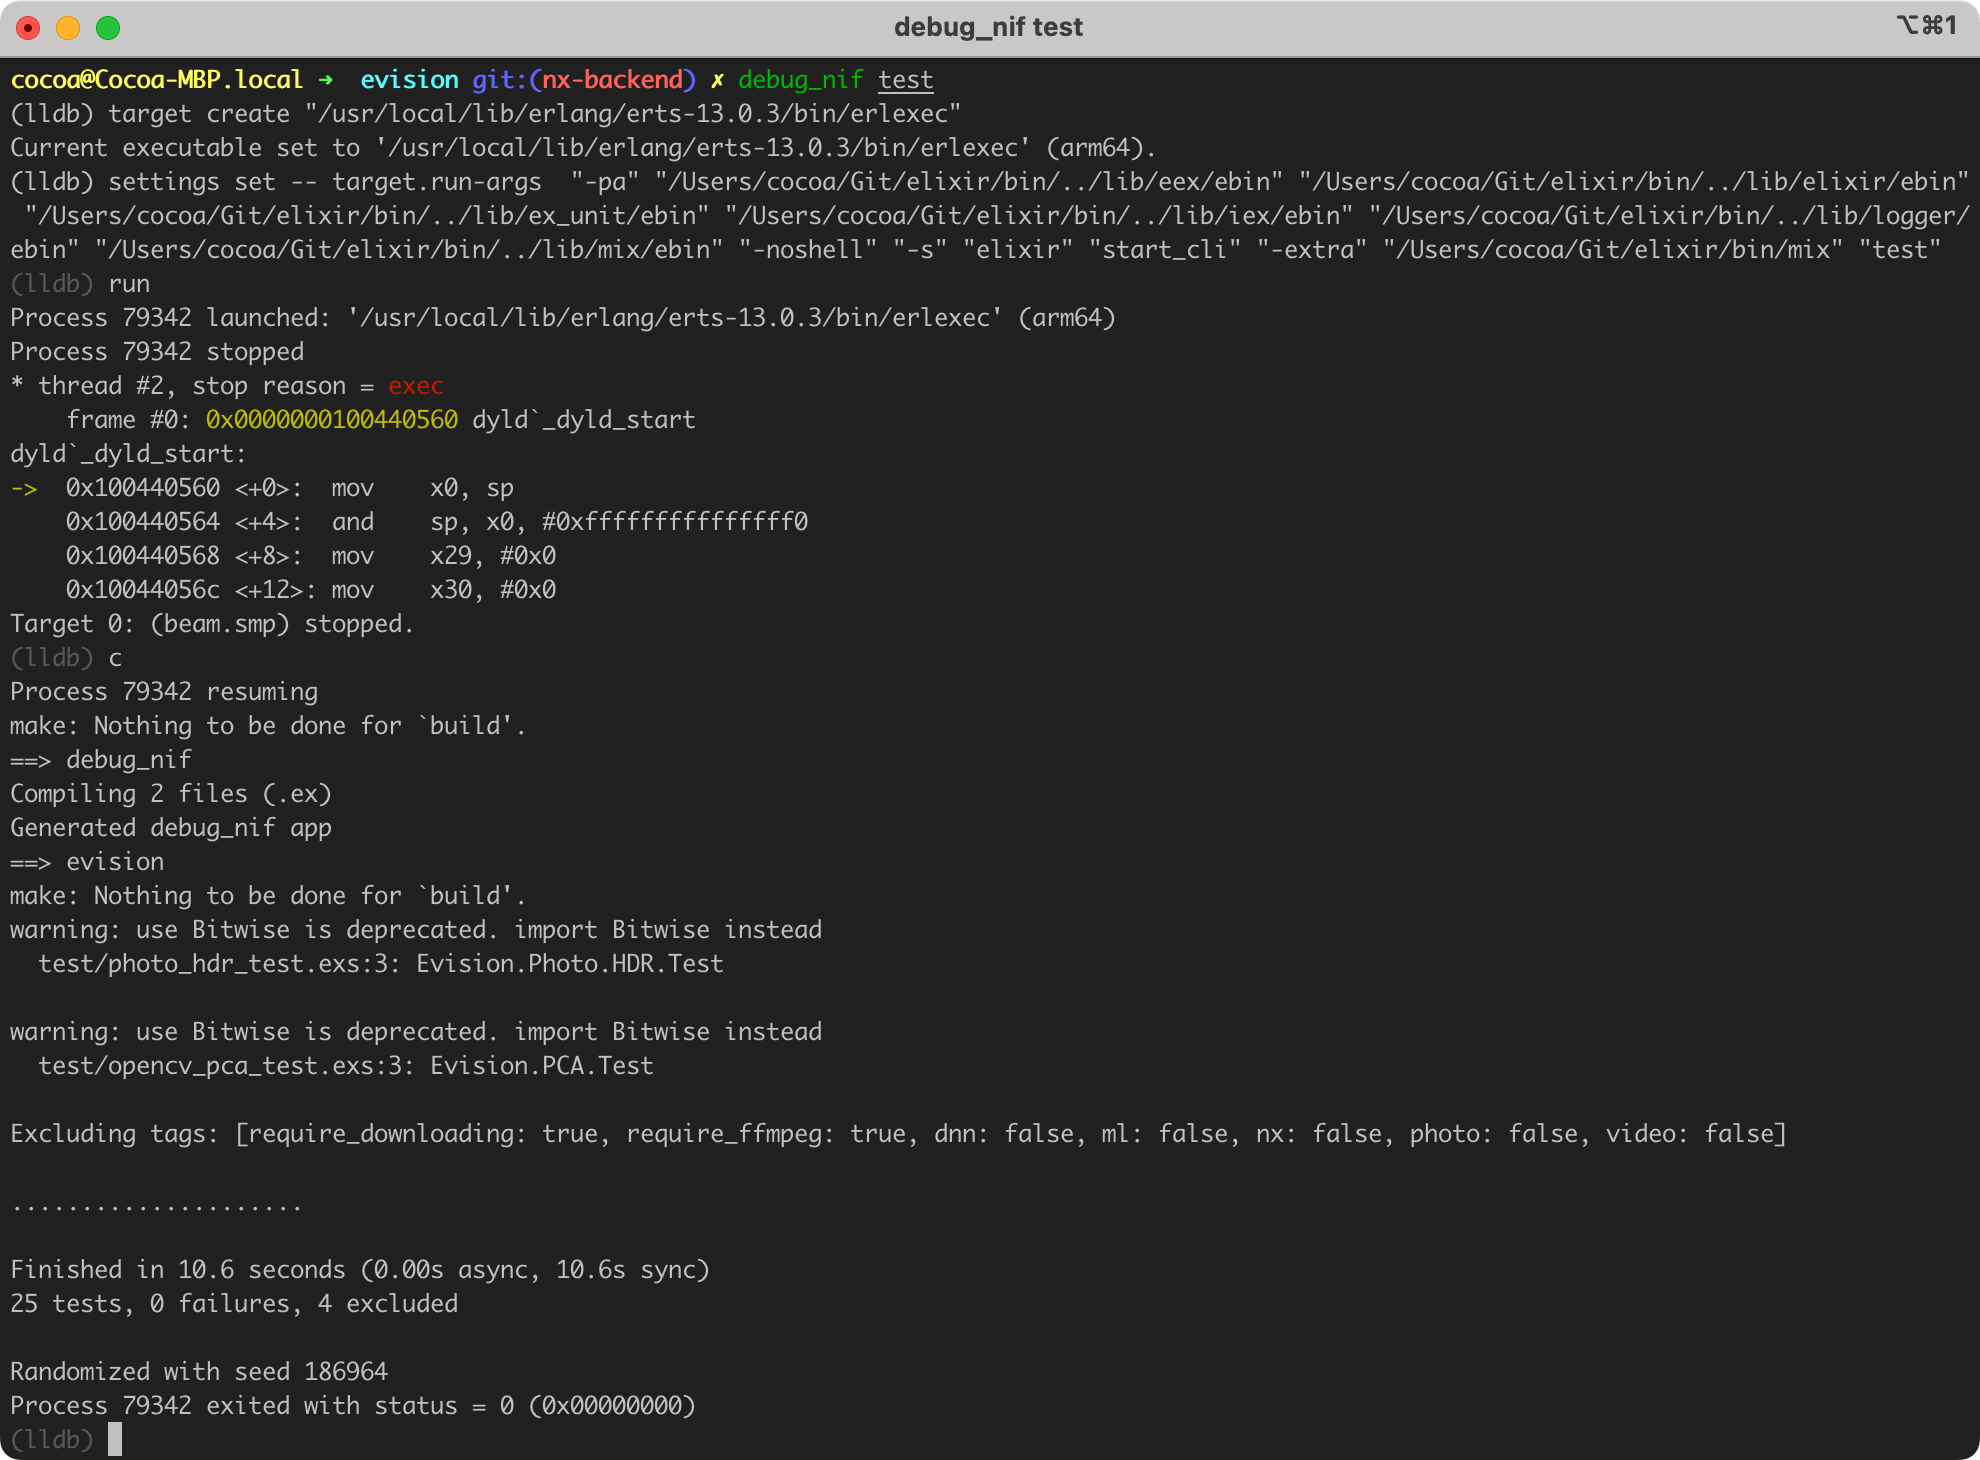 debug_nif test
⌥⌘1
cocoa@Cocoa-MBP.local ➜  evision git:(nx-backend) ✗ debug_nif test
(lldb) target create "/usr/local/lib/erlang/erts-13.0.3/bin/erlexec"
Current executable set to '/usr/local/lib/erlang/erts-13.0.3/bin/erlexec' (arm64).
(lldb) settings set -- target.run-args  "-pa" "/Users/cocoa/Git/elixir/bin/../lib/eex/ebin" "/Users/cocoa/Git/elixir/bin/../lib/elixir/ebin"
 "/Users/cocoa/Git/elixir/bin/../lib/ex_unit/ebin" "/Users/cocoa/Git/elixir/bin/../lib/iex/ebin" "/Users/cocoa/Git/elixir/bin/../lib/logger/
ebin" "/Users/cocoa/Git/elixir/bin/../lib/mix/ebin" "-noshell" "-s" "elixir" "start_cli" "-extra" "/Users/cocoa/Git/elixir/bin/mix" "test"
(lldb) run
Process 79342 launched: '/usr/local/lib/erlang/erts-13.0.3/bin/erlexec' (arm64)
Process 79342 stopped
* thread #2, stop reason = exec
    frame #0: 0x0000000100440560 dyld`_dyld_start
dyld`_dyld_start:
->  0x100440560 <+0>:  mov    x0, sp
    0x100440564 <+4>:  and    sp, x0, #0xfffffffffffffff0
    0x100440568 <+8>:  mov    x29, #0x0
    0x10044056c <+12>: mov    x30, #0x0
Target 0: (beam.smp) stopped.
(lldb) c
Process 79342 resuming
make: Nothing to be done for `build'.
==> debug_nif
Compiling 2 files (.ex)
Generated debug_nif app
==> evision
make: Nothing to be done for `build'.
warning: use Bitwise is deprecated. import Bitwise instead
  test/photo_hdr_test.exs:3: Evision.Photo.HDR.Test
warning: use Bitwise is deprecated. import Bitwise instead
  test/opencv_pca_test.exs:3: Evision.PCA.Test
Excluding tags: [require_downloading: true, require_ffmpeg: true, dnn: false, ml: false, nx: false, photo: false, video: false]
.....................
Finished in 10.6 seconds (0.00s async, 10.6s sync)
25 tests, 0 failures, 4 excluded
Randomized with seed 186964
Process 79342 exited with status = 0 (0x00000000)
(lldb)